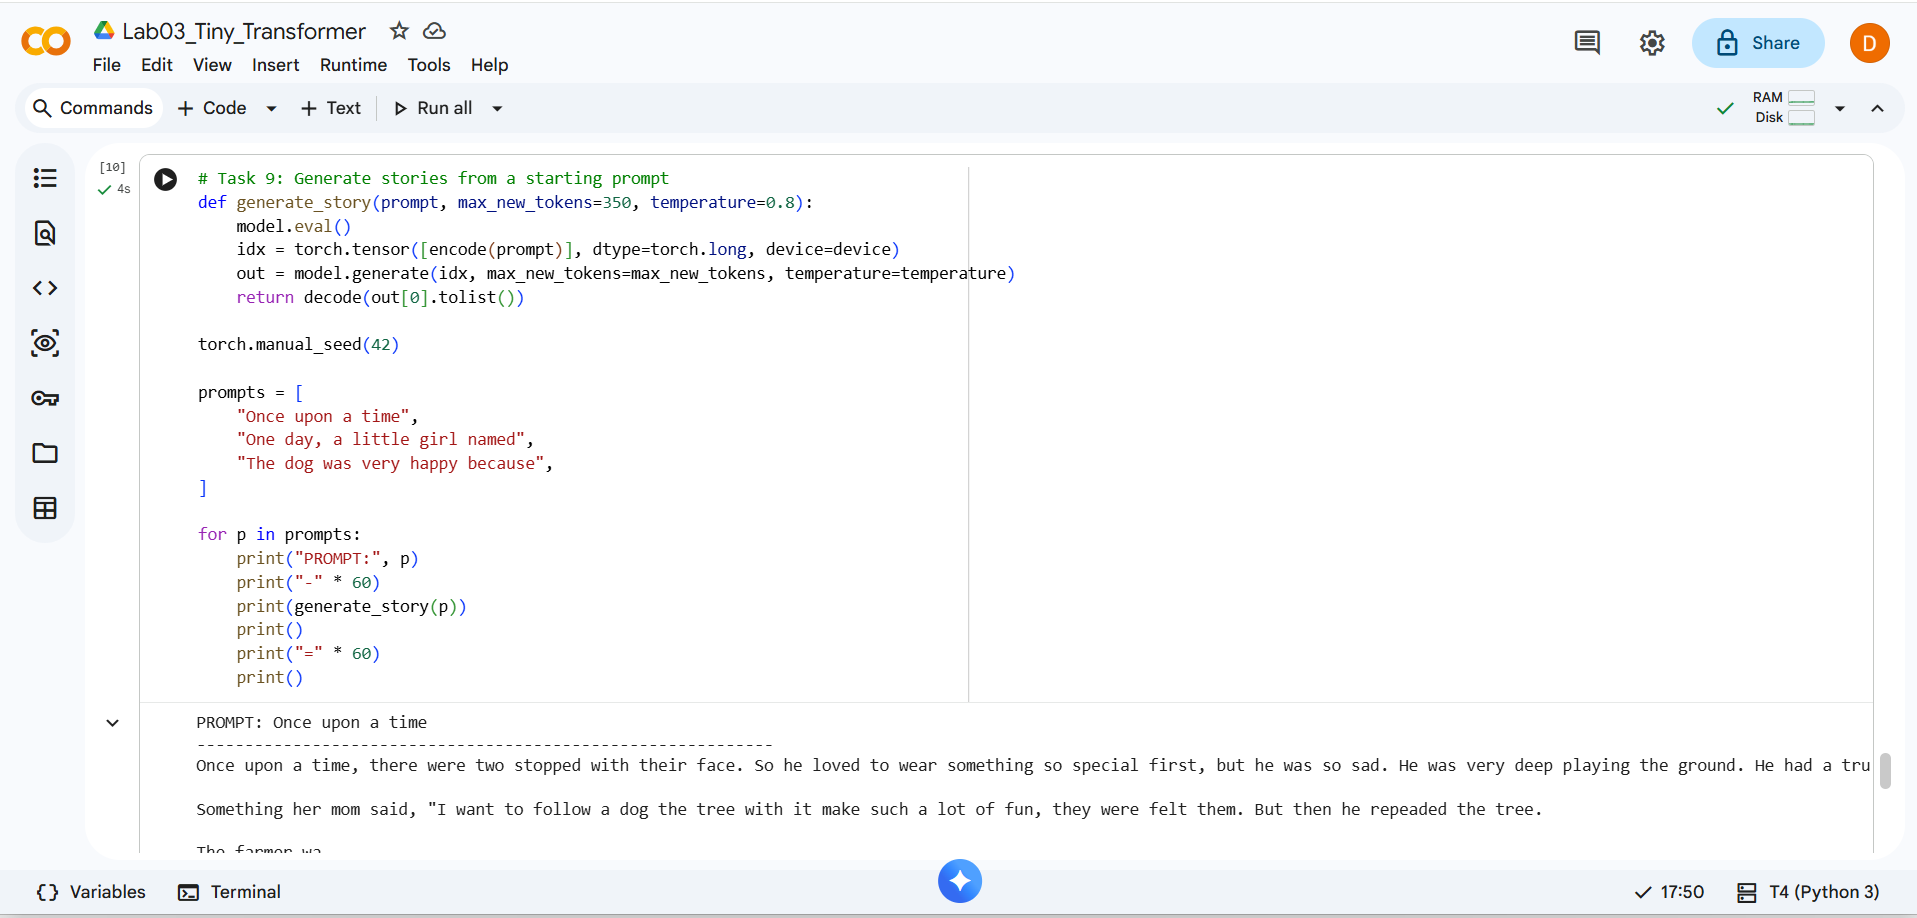 Lab03_Tiny_Transformer
File Edit View Insert Runtime Tools Help
Share
D
Commands + Code + Text Run all
RAM
Disk
[10]
4s
# Task 9: Generate stories from a starting prompt
def generate_story(prompt, max_new_tokens=350, temperature=0.8):
    model.eval()
    idx = torch.tensor([encode(prompt)], dtype=torch.long, device=device)
    out = model.generate(idx, max_new_tokens=max_new_tokens, temperature=temperature)
    return decode(out[0].tolist())
torch.manual_seed(42)
prompts = [
    "Once upon a time",
    "One day, a little girl named",
    "The dog was very happy because",
]
for p in prompts:
    print("PROMPT:", p)
    print("-" * 60)
    print(generate_story(p))
    print()
    print("=" * 60)
    print()
PROMPT: Once upon a time
------------------------------------------------------------
Once upon a time, there were two stopped with their face. So he loved to wear something so special first, but he was so sad. He was very deep playing the ground. He had a tru
Something her mom said, "I want to follow a dog the tree with it make such a lot of fun, they were felt them. But then he repeaded the tree.
The farmer wa
{} Variables Terminal
17:50 T4 (Python 3)